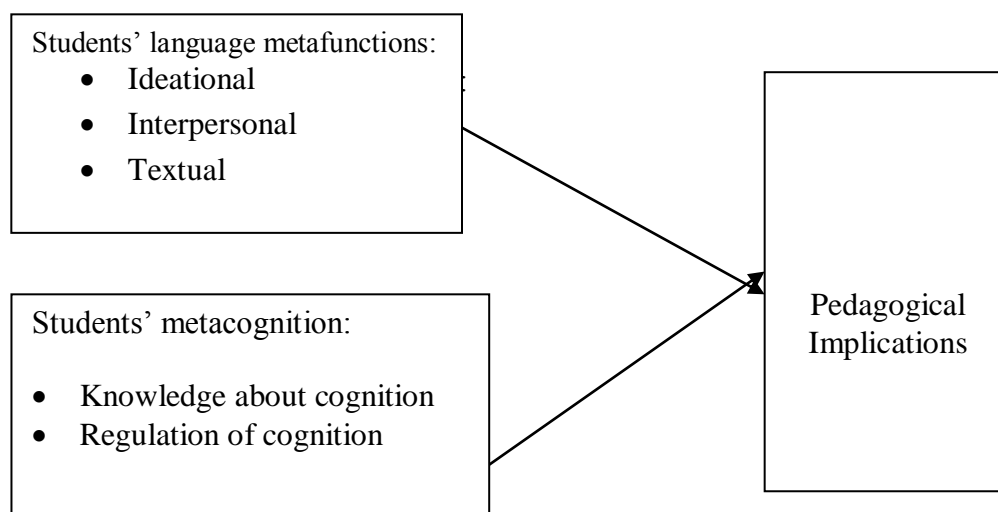 Students’ language metafunctions:
• Ideational
• Interpersonal
• Textual
:
Students’ metacognition:
• Knowledge about cognition
• Regulation of cognition
Pedagogical
Implications